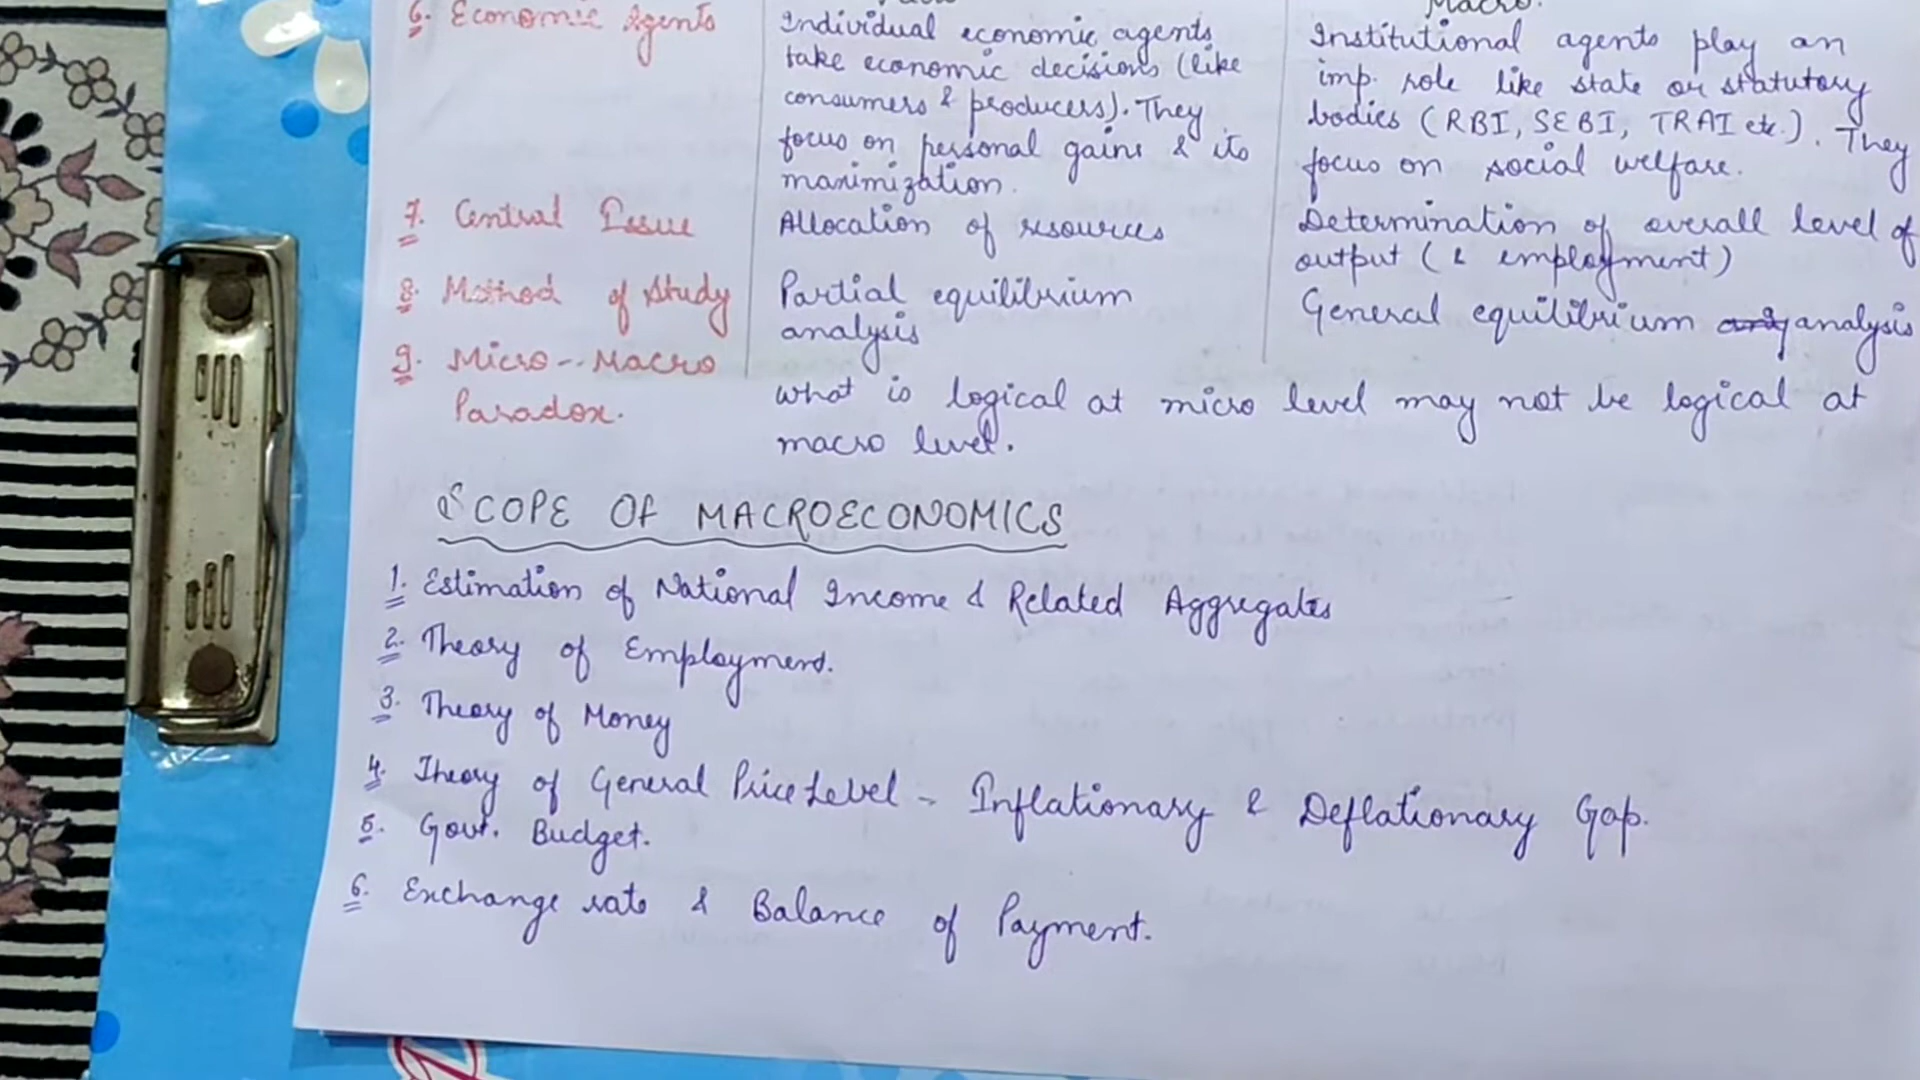 Macro.
6. Economic Agents
Individual economic agents
take economic decisions (like
consumers & producers). They
focus on personal gains & its
maximization.
Institutional agents play an
imp. role like state or statutory
bodies (RBI, SEBI, TRAI etc.). They
focus on social welfare.
7. Central Issue
Allocation of resources
Determination of overall level of
output (& employment)
8. Method of Study
Partial equilibrium
analysis
General equilibrium analysis
9. Micro--Macro
Paradox.
What is logical at micro level may not be logical at
macro level.
SCOPE OF MACROECONOMICS
1. Estimation of National Income & Related Aggregates
2. Theory of Employment.
3. Theory of Money
4. Theory of General Price Level - Inflationary & Deflationary Gap.
5. Govt. Budget.
6. Exchange rate & Balance of Payment.